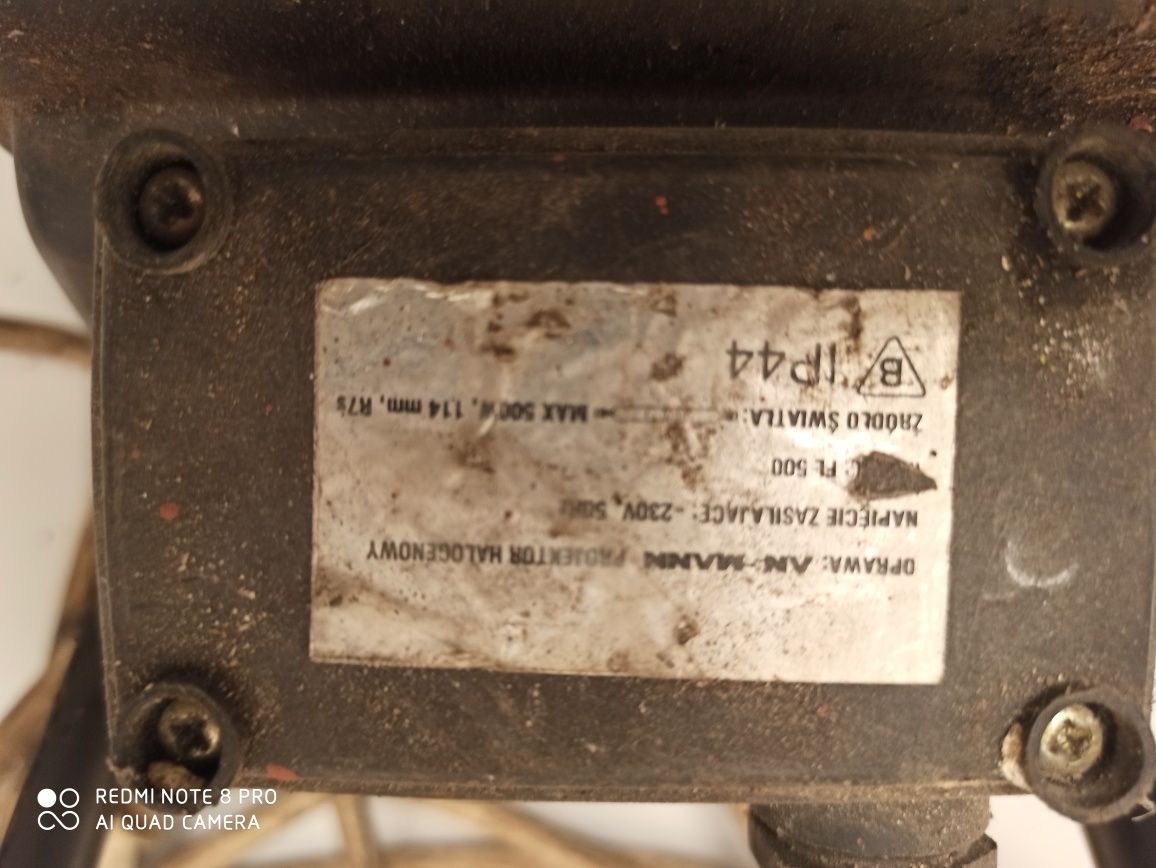 OPRAWA: AN-MANN PROJEKTOR HALOGENOWY
NAPIĘCIE ZASILAJĄCE: ~ 230V, 50Hz
FL 500
ŹRÓDŁO ŚWIATŁA: MAX 500W, 114 mm, R7s
B IP44
REDMI NOTE 8 PRO
AI QUAD CAMERA